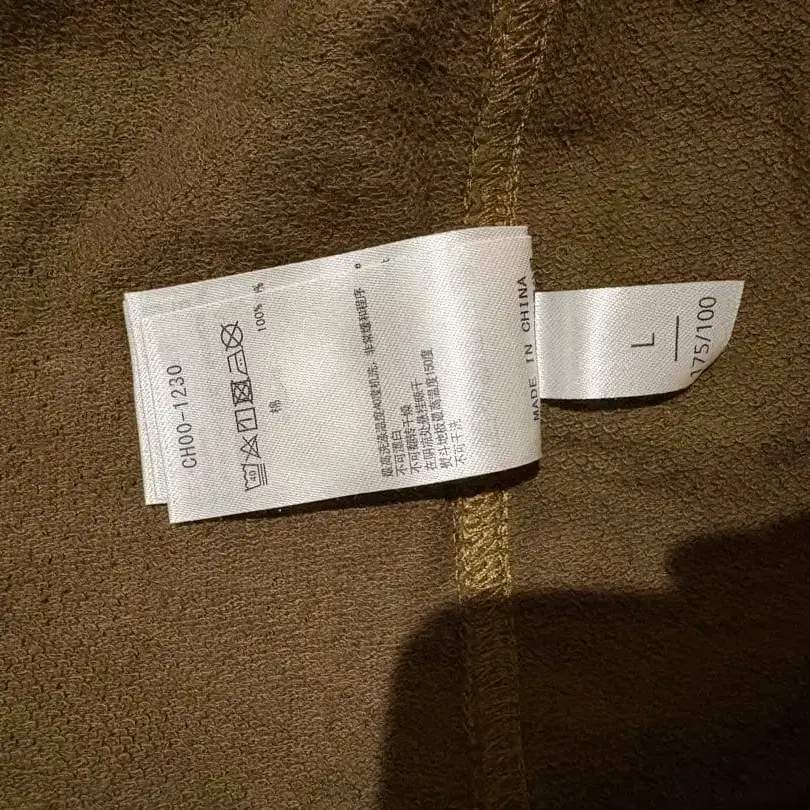 CH00-1230
40
棉
100%
%
最高洗涤温度40度机洗，非常缓和程序
不可漂白
不可翻转干燥
在阴凉处悬挂晾干
熨斗地板最高温度150度
不可干洗
MADE IN CHINA
L
175/100